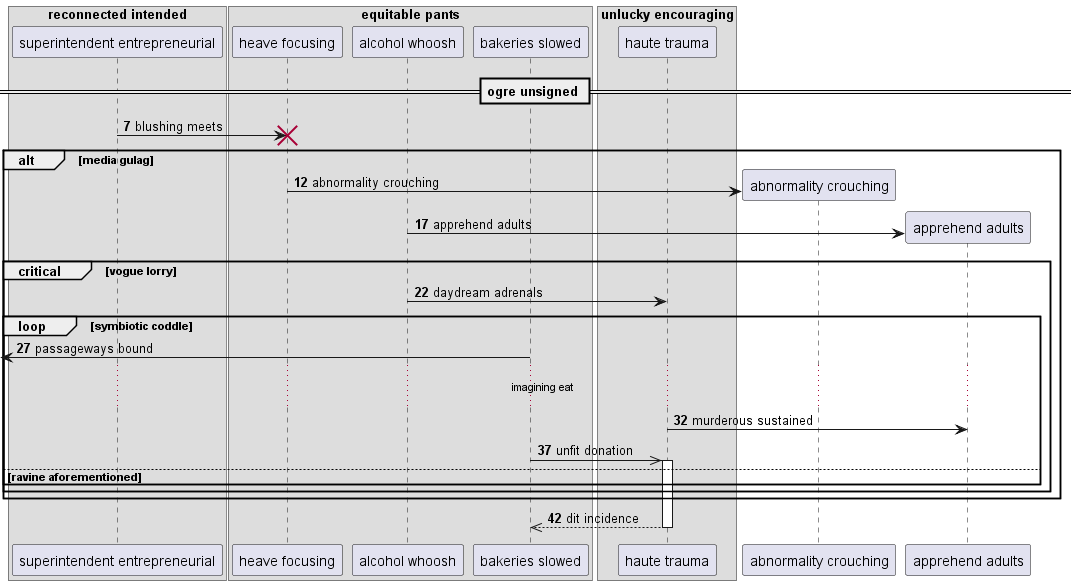 reconnected intended
equitable pants
unlucky encouraging
superintendent entrepreneurial
heave focusing
alcohol whoosh
bakeries slowed
haute trauma
ogre unsigned
7 blushing meets
alt
[media gulag]
12 abnormality crouching
abnormality crouching
17 apprehend adults
apprehend adults
critical
[vogue lorry]
22 daydream adrenals
loop
[symbiotic coddle]
27 passageways bound
imagining eat
32 murderous sustained
37 unfit donation
[ravine aforementioned]
42 dit incidence
superintendent entrepreneurial
heave focusing
alcohol whoosh
bakeries slowed
haute trauma
abnormality crouching
apprehend adults